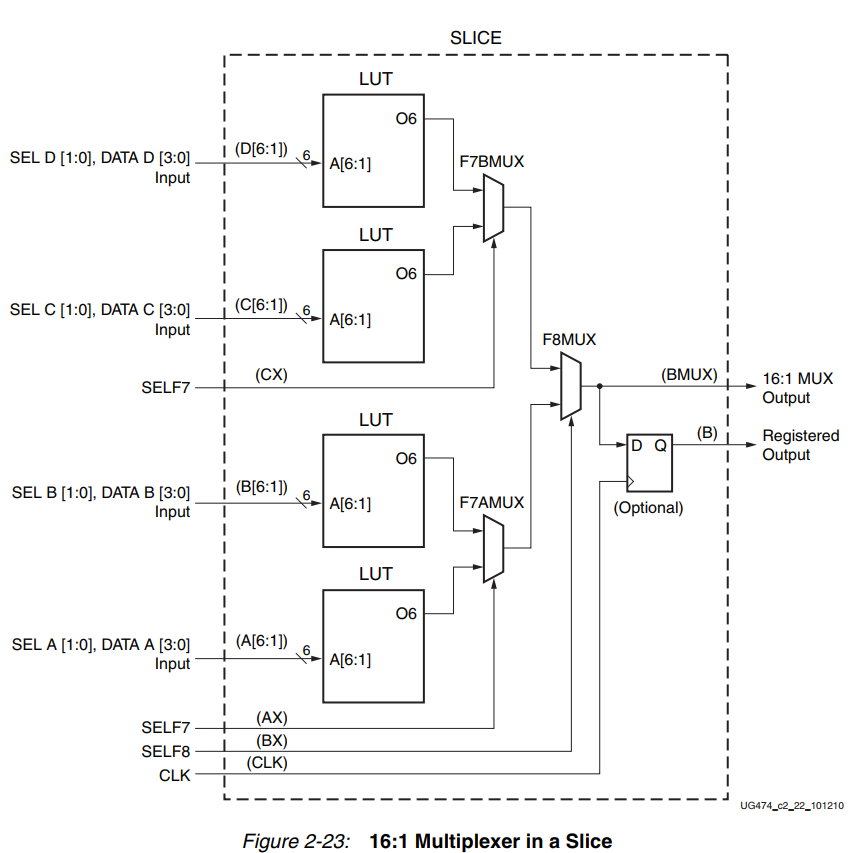 SLICE
LUT
O6
SEL D [1:0], DATA D [3:0]
Input
(D[6:1])
6
A[6:1]
F7BMUX
LUT
O6
SEL C [1:0], DATA C [3:0]
Input
(C[6:1])
6
A[6:1]
SELF7
(CX)
F8MUX
(BMUX)
16:1 MUX
Output
LUT
O6
SEL B [1:0], DATA B [3:0]
Input
(B[6:1])
6
A[6:1]
F7AMUX
D Q
(B)
Registered
Output
(Optional)
LUT
O6
SEL A [1:0], DATA A [3:0]
Input
(A[6:1])
6
A[6:1]
SELF7
(AX)
SELF8
(BX)
CLK
(CLK)
UG474_c2_22_101210
Figure 2-23: 16:1 Multiplexer in a Slice